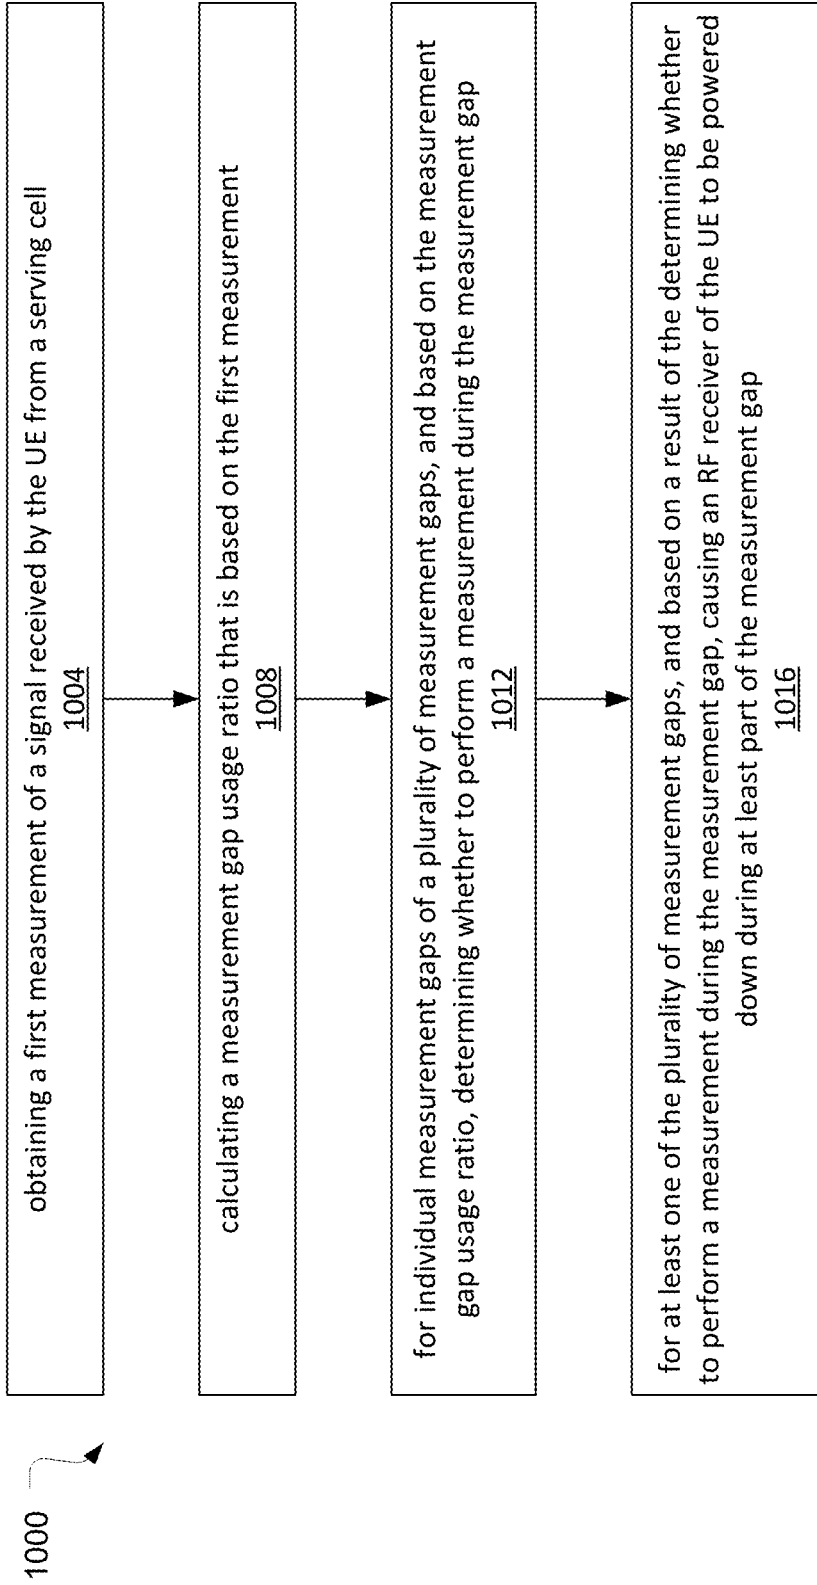 1000
obtaining a first measurement of a signal received by the UE from a serving cell
1004
calculating a measurement gap usage ratio that is based on the first measurement
1008
for individual measurement gaps of a plurality of measurement gaps, and based on the measurement
gap usage ratio, determining whether to perform a measurement during the measurement gap
1012
for at least one of the plurality of measurement gaps, and based on a result of the determining whether
to perform a measurement during the measurement gap, causing an RF receiver of the UE to be powered
down during at least part of the measurement gap
1016